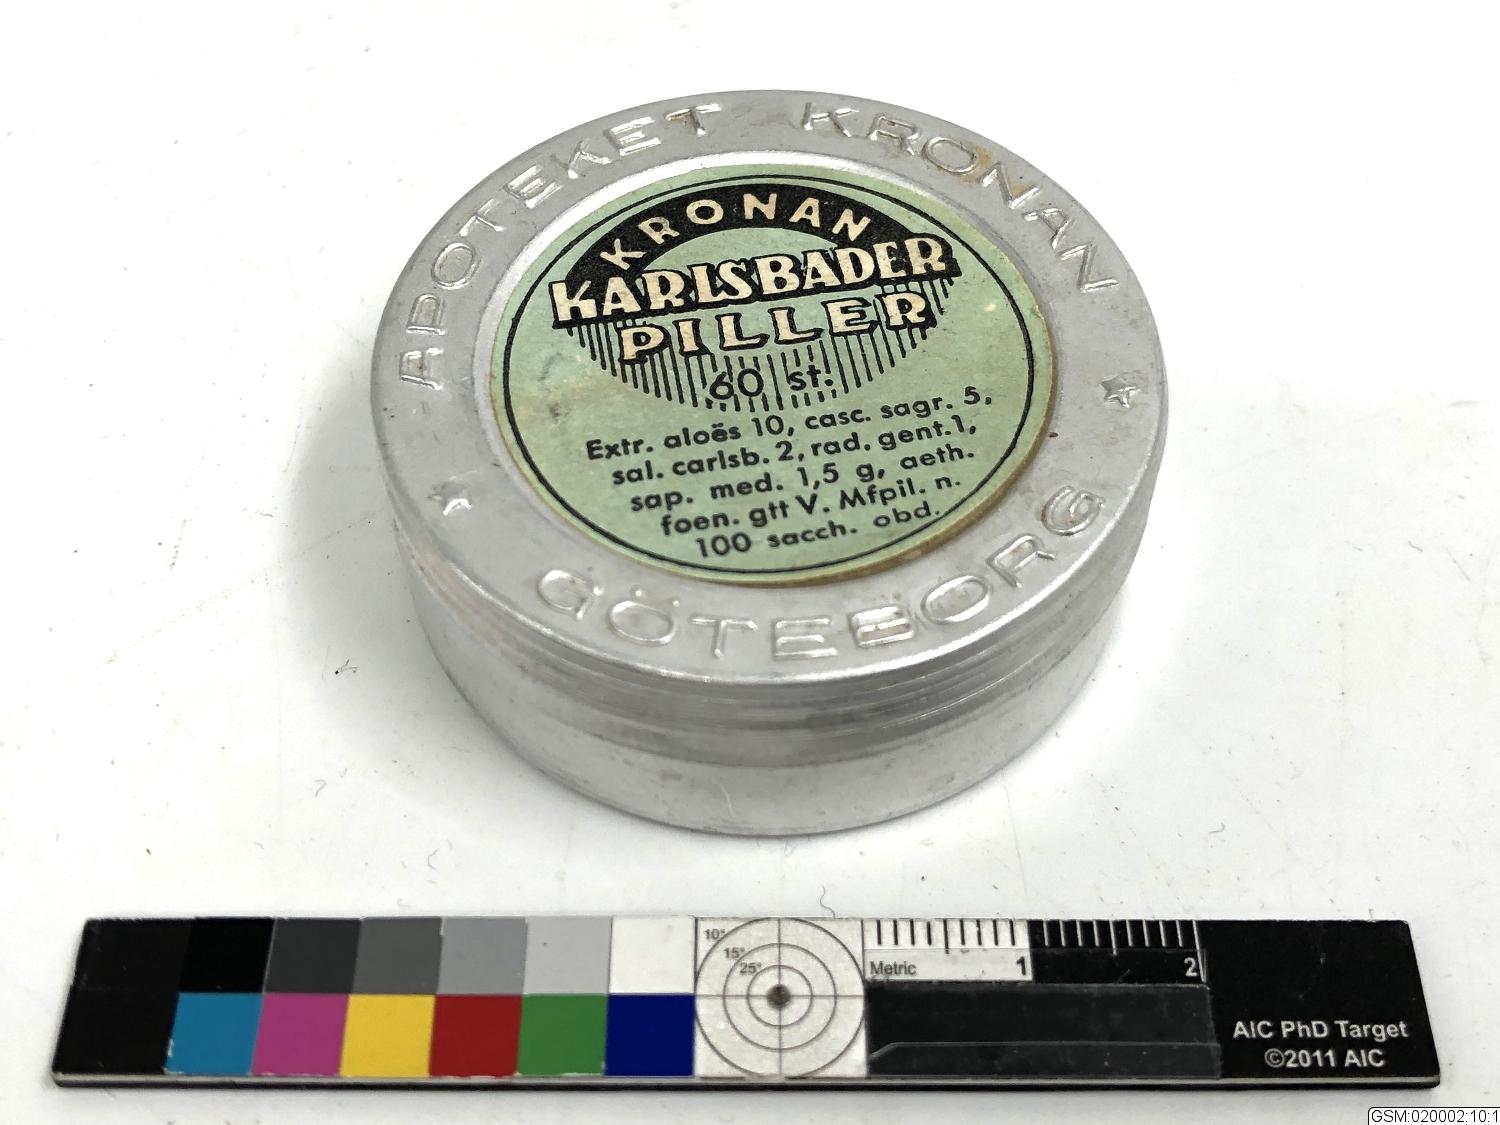 APOTEKET KRONAN
GÖTEBORG
KRONAN
KARLSBADER
PILLER
60 st.
Extr. aloës 10, casc. sagr. 5,
sal. carlsb. 2, rad. gent. 1,
sap. med. 1,5 g, aeth.
foen. gtt V. Mfpil. n.
100 sacch. obd.
10°
15°
25°
Metric
1
2
AIC PhD Target
©2011 AIC
GSM:020002:10:1